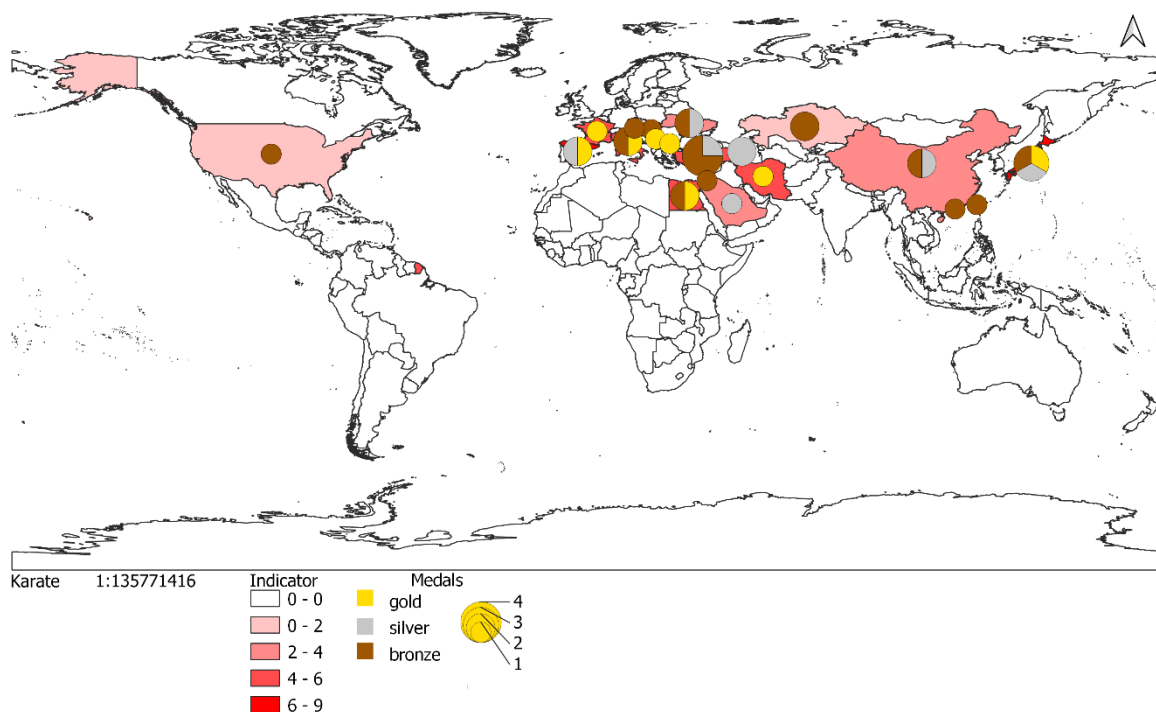 Karate 1:135771416
Indicator
0 - 0
0 - 2
2 - 4
4 - 6
6 - 9
Medals
gold
silver
bronze
4
3
2
1